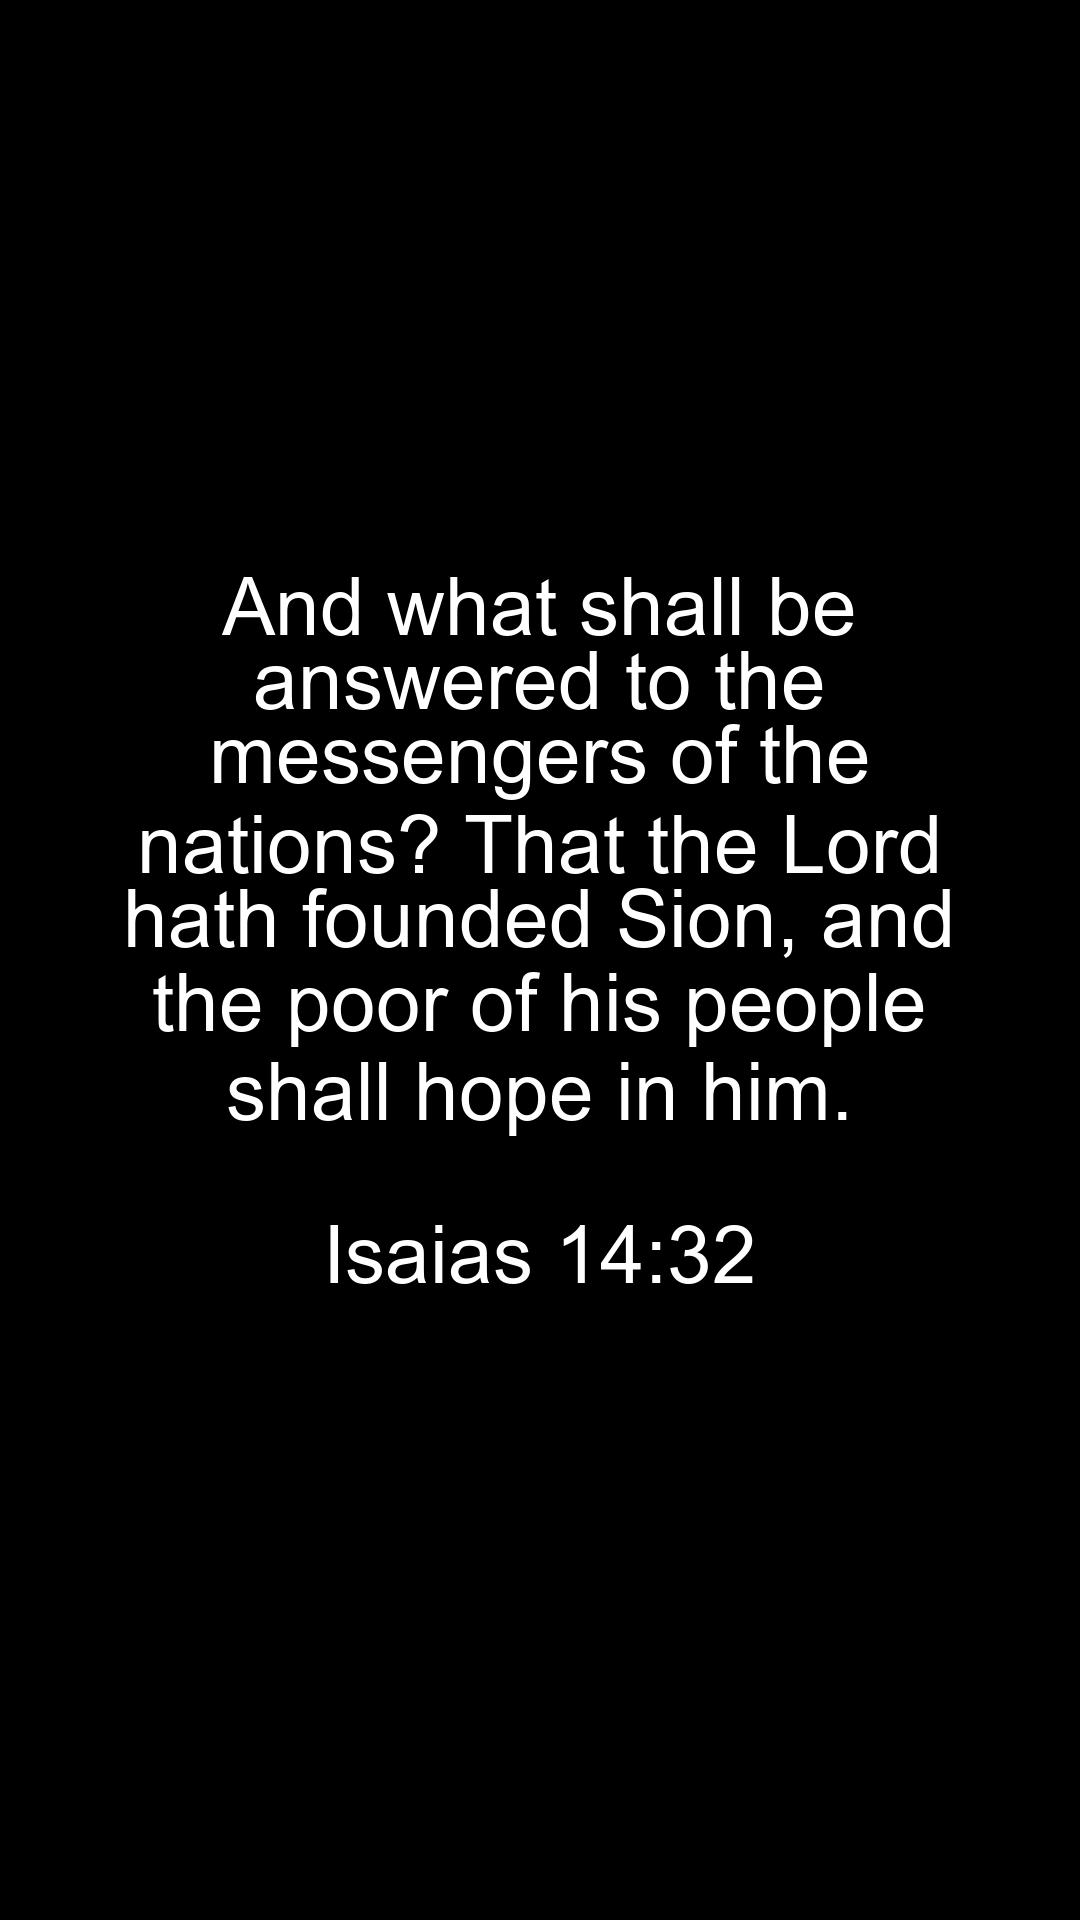 And what shall be
answered to the
messengers of the
nations? That the Lord
hath founded Sion, and
the poor of his people
shall hope in him.
Isaias 14:32